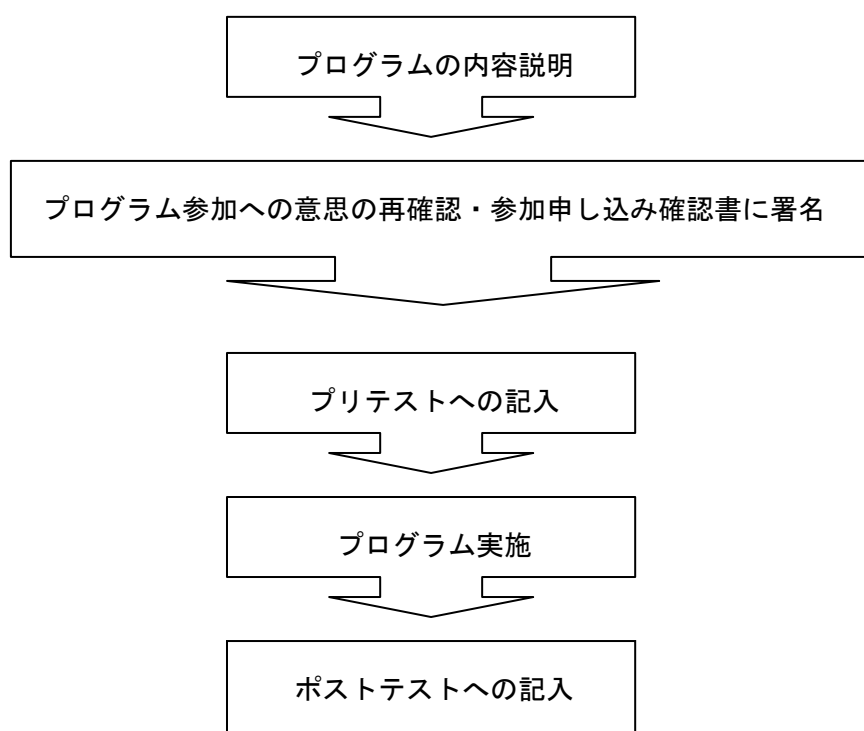 プログラムの内容説明
プログラム参加への意思の再確認・参加申し込み確認書に署名
プリテストへの記入
プログラム実施
ポストテストへの記入